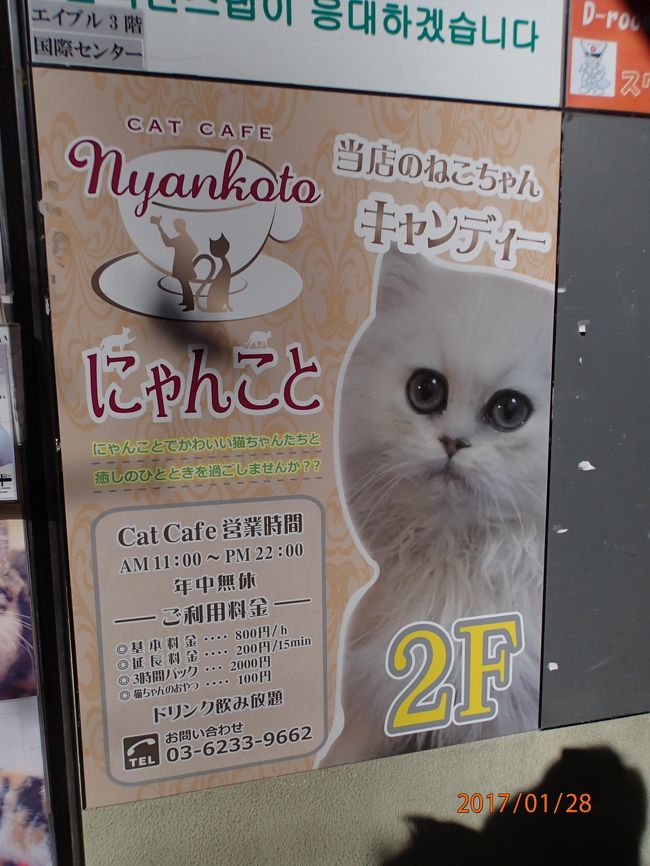 응대하겠습니다
エイブル3階
国際センター
D-roo
CAT CAFE
Nyankoto
当店のねこちゃん
キャンディー
にゃんこと
にゃんことでかわいい猫ちゃんたちと
癒しのひとときを過ごしませんか??
Cat Cafe 営業時間
AM 11:00 ～ PM 22:00
年中無休
ご利用料金
◎基本料金････800円/h
◎延長料金････200円/15min
◎3時間パック･･･2000円
◎猫ちゃんのおやつ････100円
ドリンク飲み放題
お問い合わせ
TEL 03-6233-9662
2F
2017/01/28